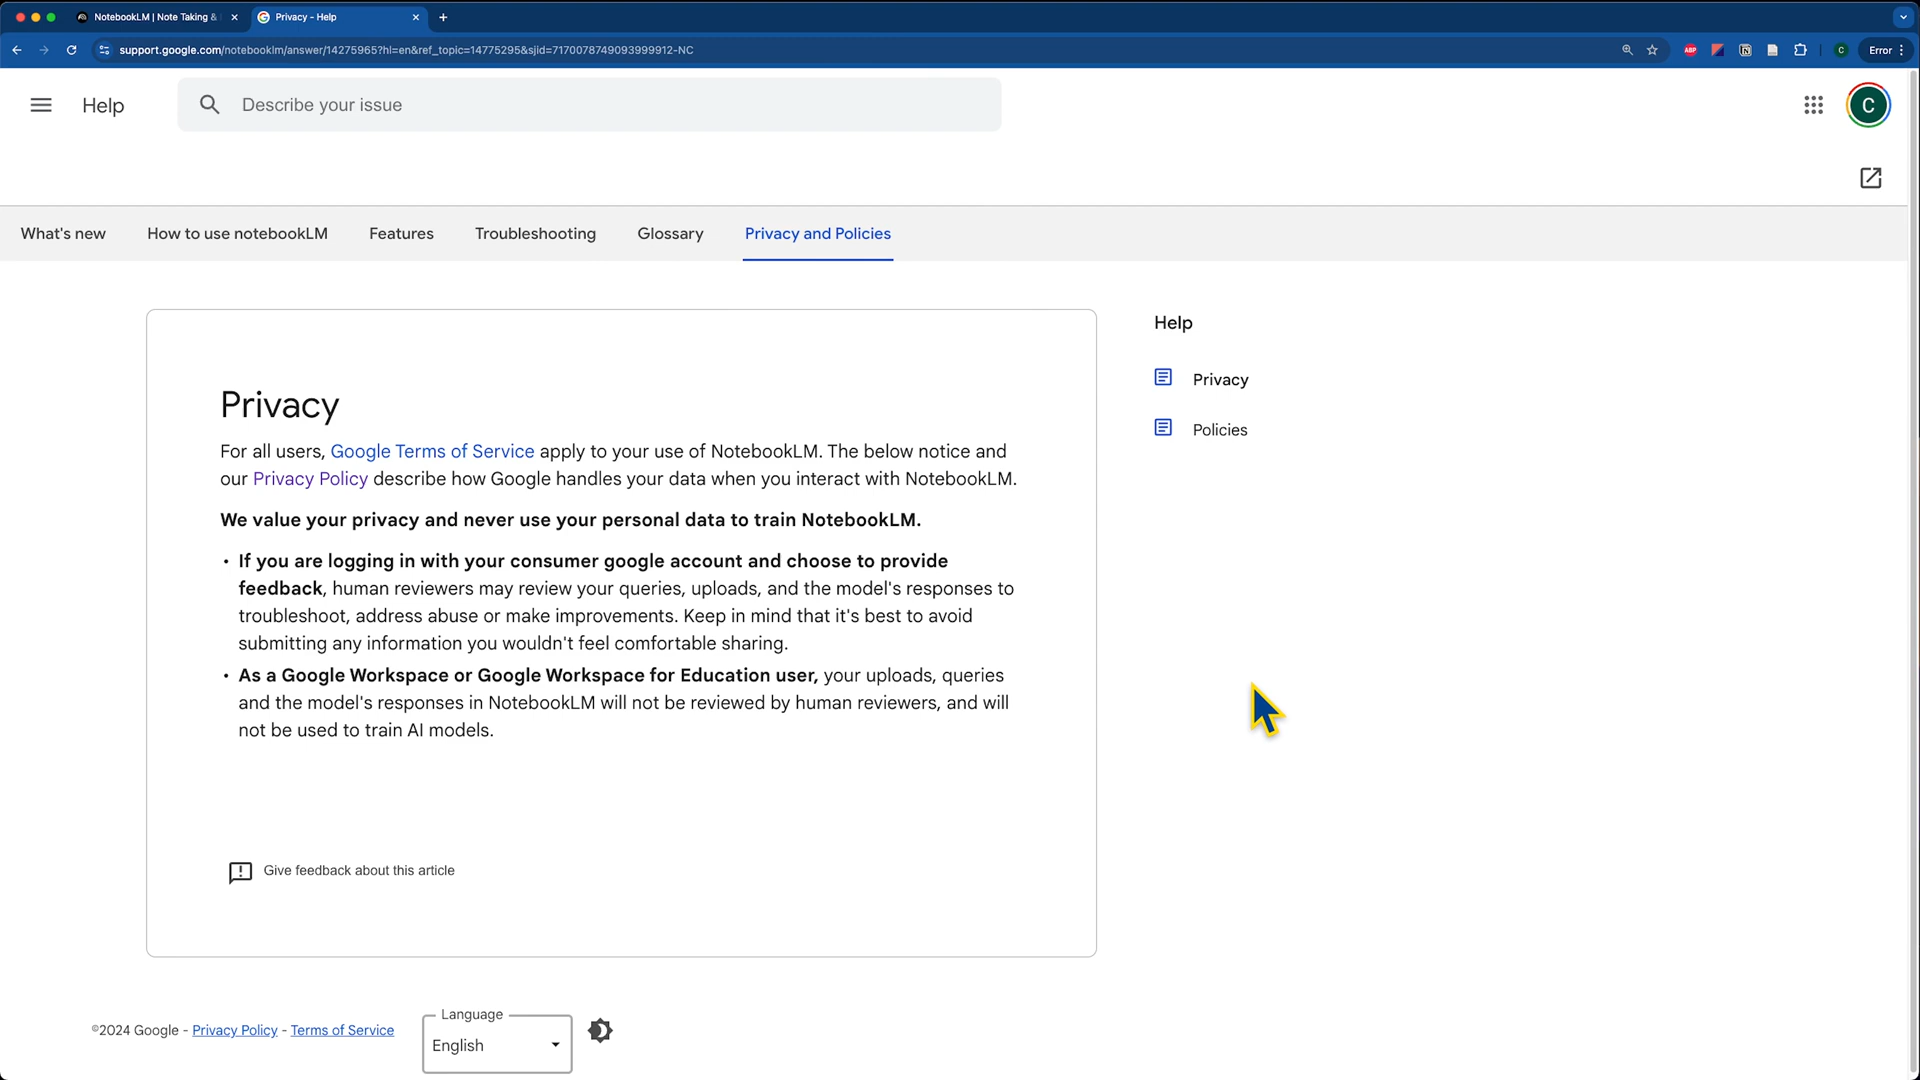 NotebookLM | Note Taking &
Privacy - Help
support.google.com/notebooklm/answer/14275965?hl=en&ref_topic=14775295&sjid=7170078749093999912-NC
ABP
C
Error
Help
Describe your issue
C
What's new
How to use notebookLM
Features
Troubleshooting
Glossary
Privacy and Policies
Privacy
For all users, Google Terms of Service apply to your use of NotebookLM. The below notice and
our Privacy Policy describe how Google handles your data when you interact with NotebookLM.
We value your privacy and never use your personal data to train NotebookLM.
• If you are logging in with your consumer google account and choose to provide
feedback, human reviewers may review your queries, uploads, and the model's responses to
troubleshoot, address abuse or make improvements. Keep in mind that it's best to avoid
submitting any information you wouldn't feel comfortable sharing.
• As a Google Workspace or Google Workspace for Education user, your uploads, queries
and the model's responses in NotebookLM will not be reviewed by human reviewers, and will
not be used to train AI models.
Give feedback about this article
Help
Privacy
Policies
©2024 Google - Privacy Policy - Terms of Service
Language
English